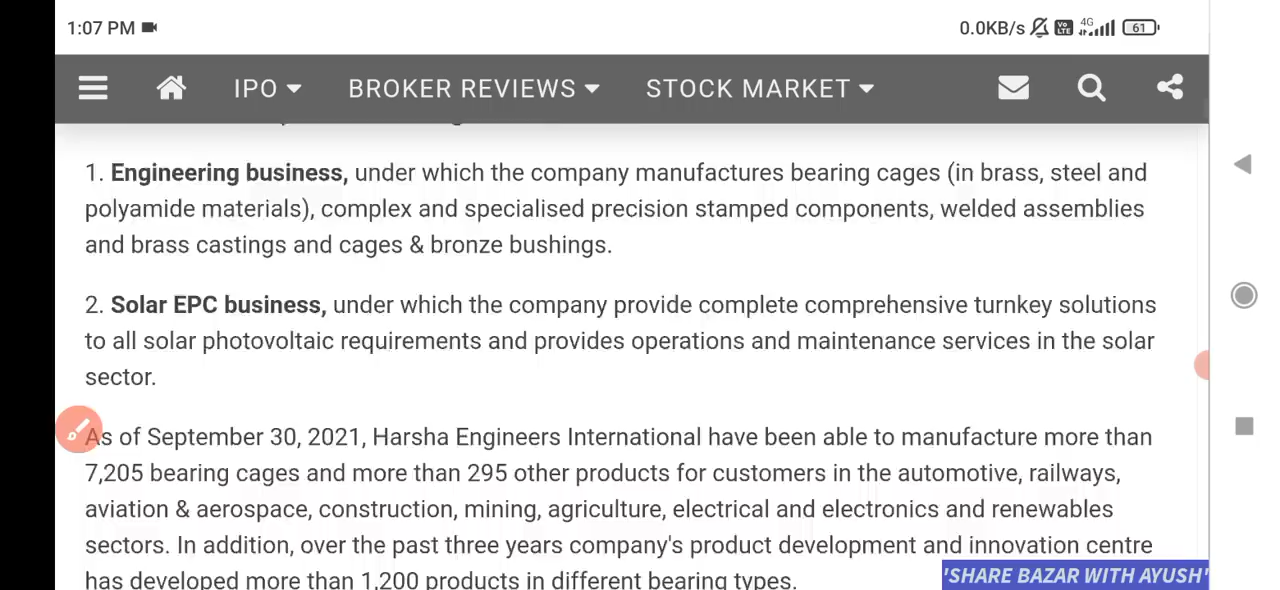 1:07 PM 0.0KB/s Vo LTE 4G 61
IPO BROKER REVIEWS STOCK MARKET
1. Engineering business, under which the company manufactures bearing cages (in brass, steel and
polyamide materials), complex and specialised precision stamped components, welded assemblies
and brass castings and cages & bronze bushings.
2. Solar EPC business, under which the company provide complete comprehensive turnkey solutions
to all solar photovoltaic requirements and provides operations and maintenance services in the solar
sector.
As of September 30, 2021, Harsha Engineers International have been able to manufacture more than
7,205 bearing cages and more than 295 other products for customers in the automotive, railways,
aviation & aerospace, construction, mining, agriculture, electrical and electronics and renewables
sectors. In addition, over the past three years company's product development and innovation centre
has developed more than 1,200 products in different bearing types.
'SHARE BAZAR WITH AYUSH'